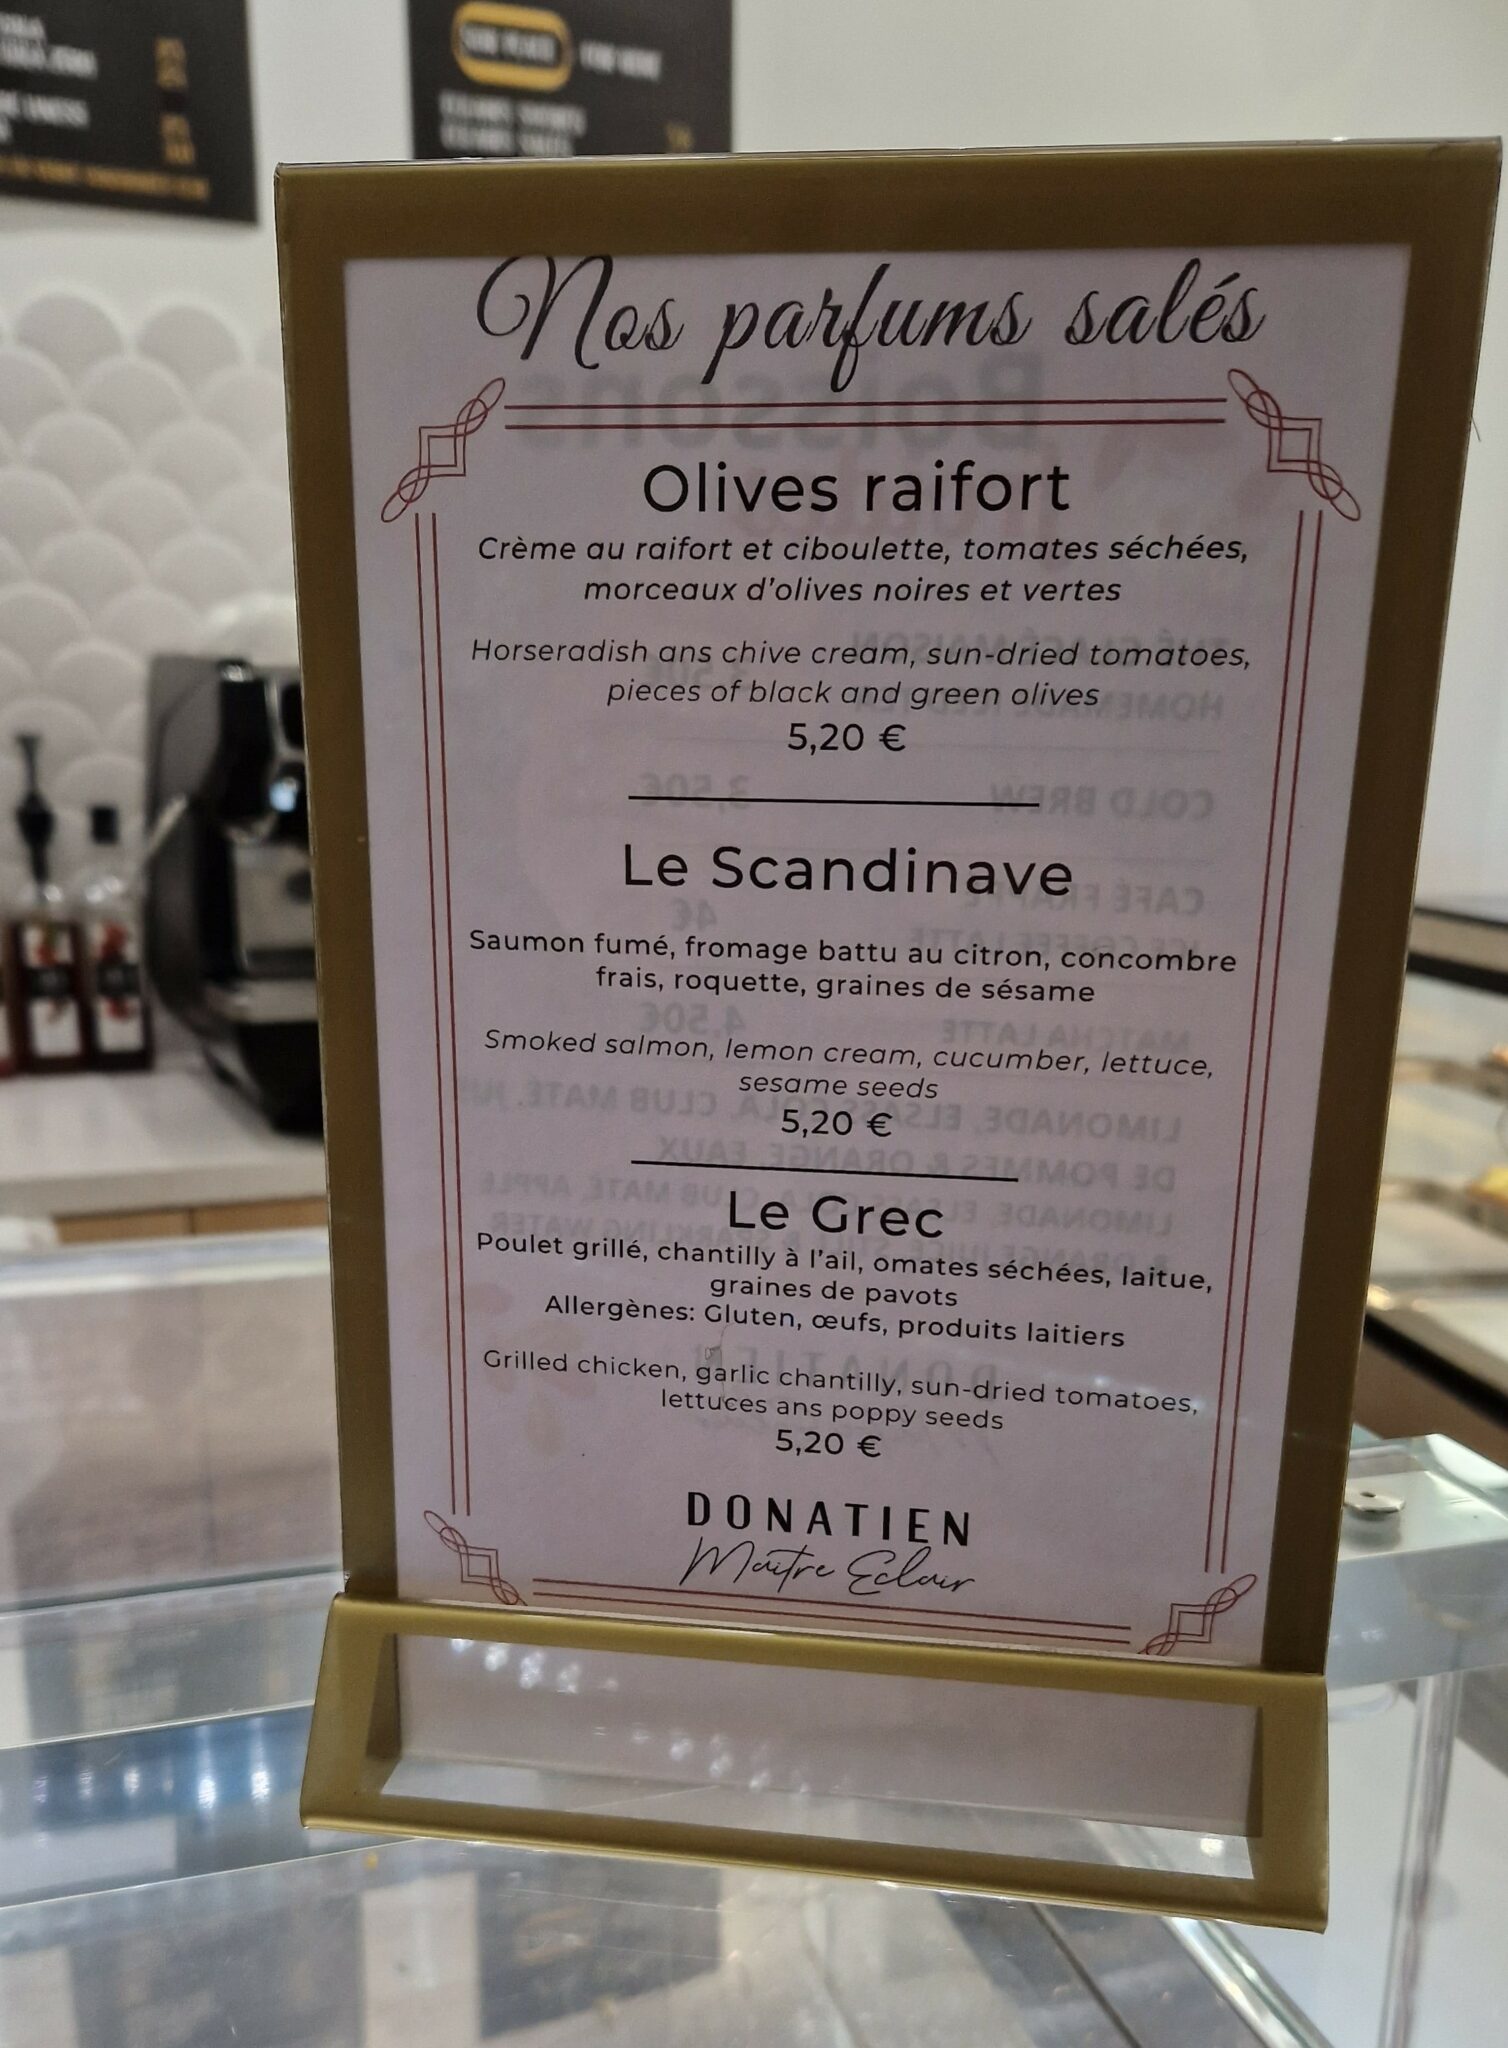 Nos parfums salés
Olives raifort
Crème au raifort et ciboulette, tomates séchées,
morceaux d'olives noires et vertes
Horseradish ans chive cream, sun-dried tomatoes,
pieces of black and green olives
5,20 €
Le Scandinave
Saumon fumé, fromage battu au citron, concombre
frais, roquette, graines de sésame
Smoked salmon, lemon cream, cucumber, lettuce,
sesame seeds
5,20 €
Le Grec
Poulet grillé, chantilly à l'ail, omates séchées, laitue,
graines de pavots
Allergènes: Gluten, œufs, produits laitiers
Grilled chicken, garlic chantilly, sun-dried tomatoes,
lettuces ans poppy seeds
5,20 €
DONATIEN
Maître Eclair